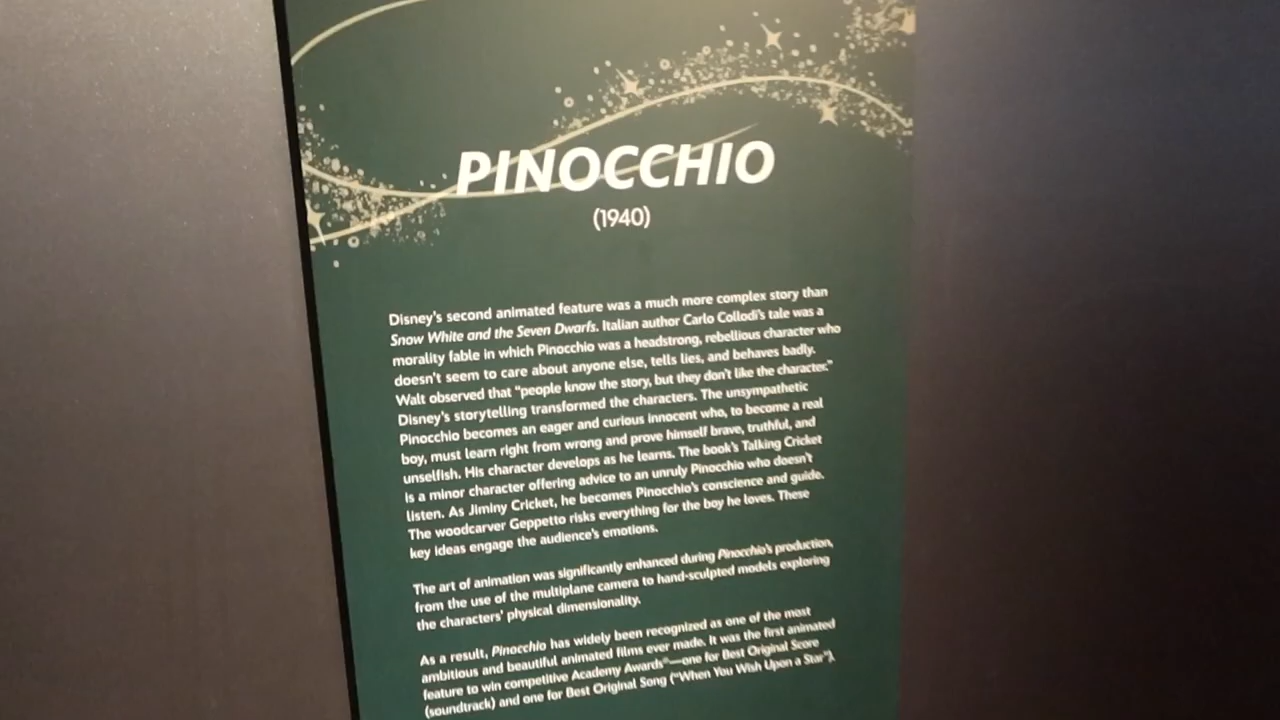 PINOCCHIO
(1940)
Disney's second animated feature was a much more complex story than
Snow White and the Seven Dwarfs. Italian author Carlo Collodi's tale was a
morality fable in which Pinocchio was a headstrong, rebellious character who
doesn't seem to care about anyone else, tells lies, and behaves badly.
Walt observed that "people know the story, but they don't like the character."
Disney's storytelling transformed the characters. The unsympathetic
Pinocchio becomes an eager and curious innocent who, to become a real
boy, must learn right from wrong and prove himself brave, truthful, and
unselfish. His character develops as he learns. The book's Talking Cricket
is a minor character offering advice to an unruly Pinocchio who doesn't
listen. As Jiminy Cricket, he becomes Pinocchio's conscience and guide.
The woodcarver Geppetto risks everything for the boy he loves. These
key ideas engage the audience's emotions.
The art of animation was significantly enhanced during Pinocchio's production,
from the use of the multiplane camera to hand-sculpted models exploring
the characters' physical dimensionality.
As a result, Pinocchio has widely been recognized as one of the most
ambitious and beautiful animated films ever made. It was the first animated
feature to win competitive Academy Awards®—one for Best Original Score
(soundtrack) and one for Best Original Song ("When You Wish Upon a Star").